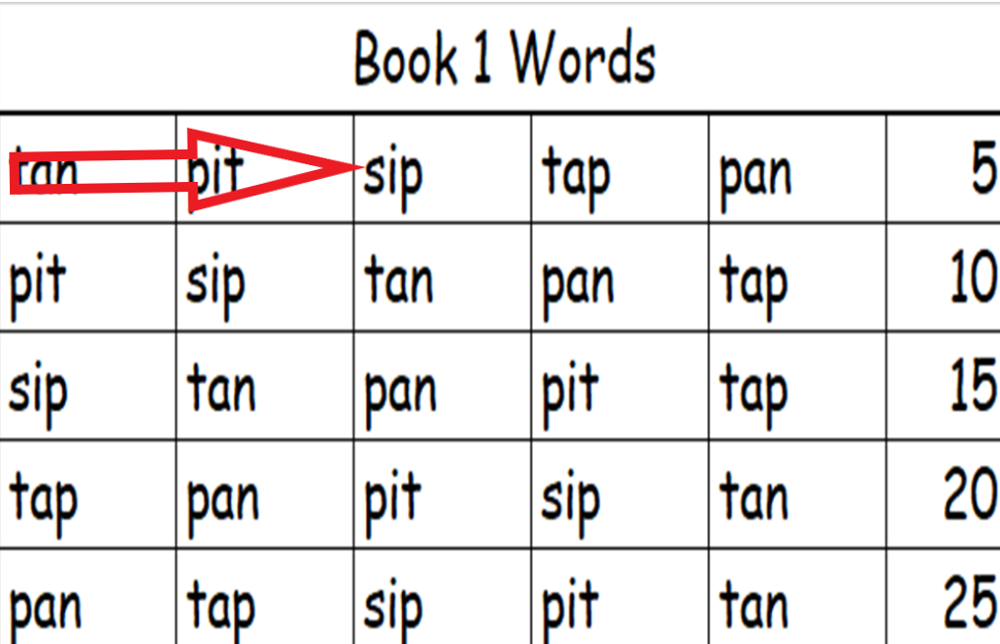 Book 1 Words
tan pit sip tap pan 5
pit sip tan pan tap 10
sip tan pan pit tap 15
tap pan pit sip tan 20
pan tap sip pit tan 25